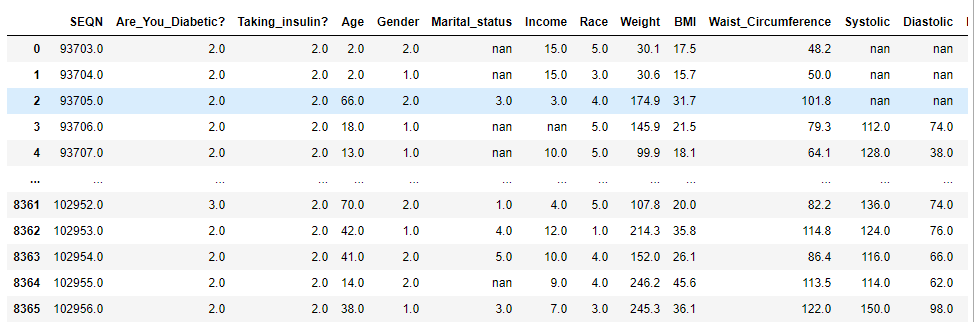 SEQN Are_You_Diabetic? Taking_insulin? Age Gender Marital_status Income Race Weight BMI Waist_Circumference Systolic Diastolic
0 93703.0 2.0 2.0 2.0 2.0 nan 15.0 5.0 30.1 17.5 48.2 nan nan
1 93704.0 2.0 2.0 2.0 1.0 nan 15.0 3.0 30.6 15.7 50.0 nan nan
2 93705.0 2.0 2.0 66.0 2.0 3.0 3.0 4.0 174.9 31.7 101.8 nan nan
3 93706.0 2.0 2.0 18.0 1.0 nan nan 5.0 145.9 21.5 79.3 112.0 74.0
4 93707.0 2.0 2.0 13.0 1.0 nan 10.0 5.0 99.9 18.1 64.1 128.0 38.0
... ... ... ... ... ... ... ... ... ... ... ... ... ...
8361 102952.0 3.0 2.0 70.0 2.0 1.0 4.0 5.0 107.8 20.0 82.2 136.0 74.0
8362 102953.0 2.0 2.0 42.0 1.0 4.0 12.0 1.0 214.3 35.8 114.8 124.0 76.0
8363 102954.0 2.0 2.0 41.0 2.0 5.0 10.0 4.0 152.0 26.1 86.4 116.0 66.0
8364 102955.0 2.0 2.0 14.0 2.0 nan 9.0 4.0 246.2 45.6 113.5 114.0 62.0
8365 102956.0 2.0 2.0 38.0 1.0 3.0 7.0 3.0 245.3 36.1 122.0 150.0 98.0